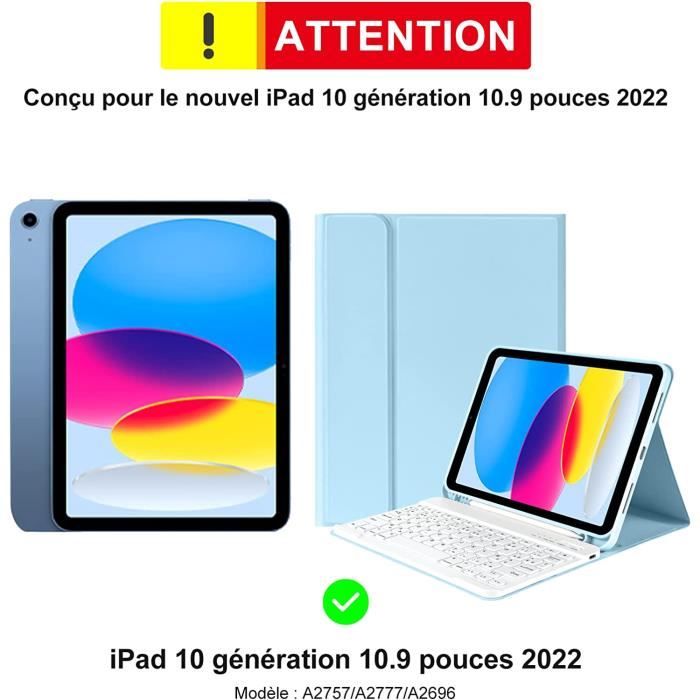 ! ATTENTION
Conçu pour le nouvel iPad 10 génération 10.9 pouces 2022
iPad 10 génération 10.9 pouces 2022
Modèle : A2757/A2777/A2696